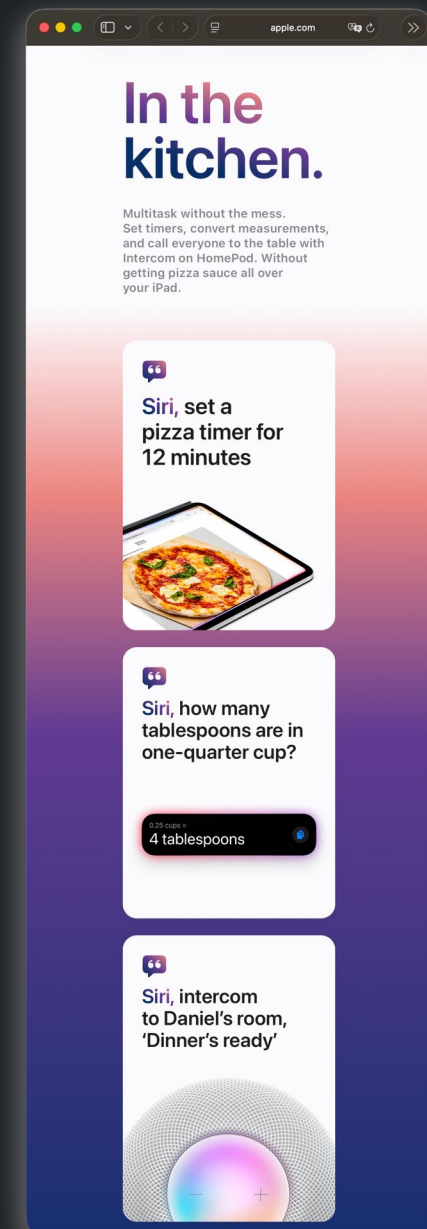 apple.com
In the
kitchen.
Multitask without the mess.
Set timers, convert measurements,
and call everyone to the table with
Intercom on HomePod. Without
getting pizza sauce all over
your iPad.
Siri, set a
pizza timer for
12 minutes
Siri, how many
tablespoons are in
one-quarter cup?
0.25 cups =
4 tablespoons
Siri, intercom
to Daniel’s room,
‘Dinner’s ready’